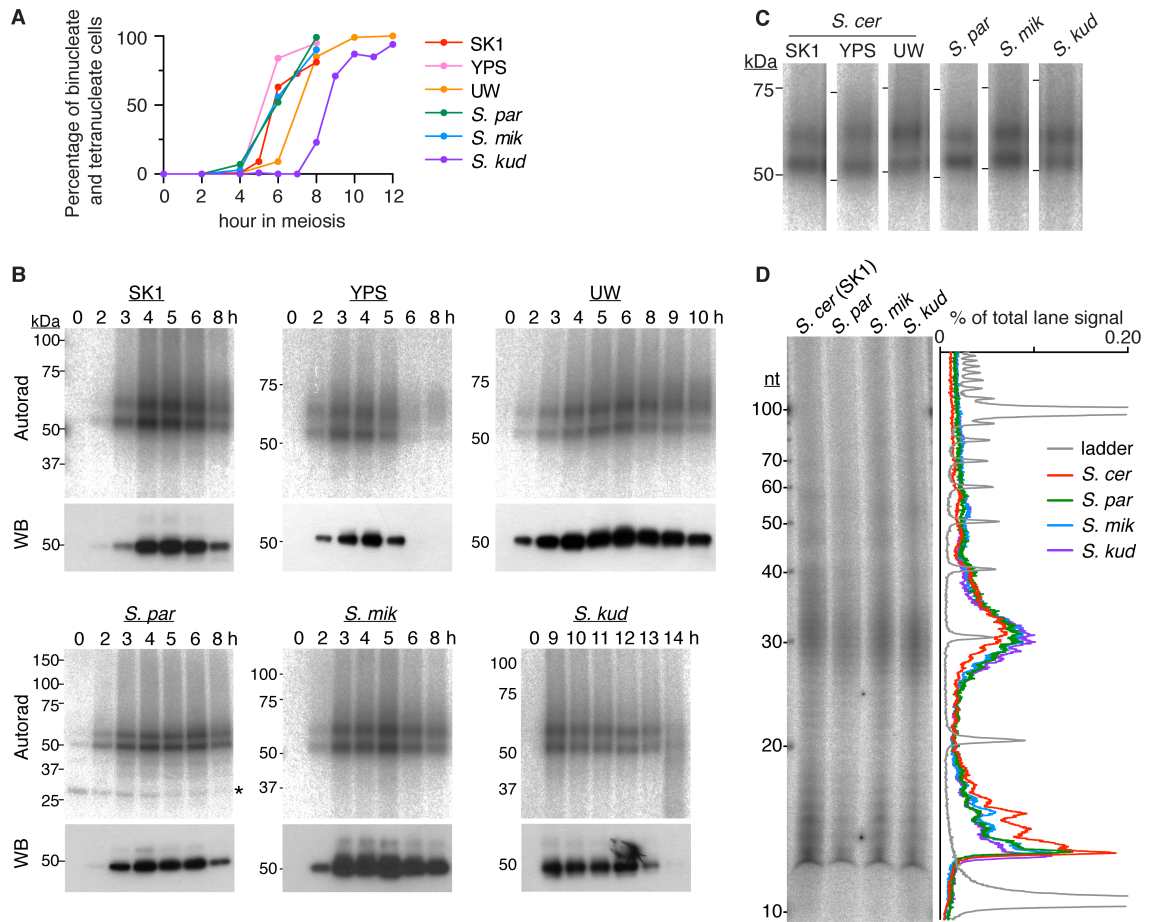 A
Percentage of binucleate
and tetranucleate cells
100
50
0
0 2 4 6 8 10 12
hour in meiosis
SK1
YPS
UW
S. par
S. mik
S. kud
C
S. cer
SK1 YPS UW S. par S. mik S. kud
kDa
75
50
B
SK1
0 2 3 4 5 6 8 h
kDa
100
75
50
37
Autorad
WB
50
YPS
0 2 3 4 5 6 8 h
75
50
50
UW
0 2 3 4 5 6 8 9 10 h
75
50
50
S. par
0 2 3 4 5 6 8 h
150
100
75
50
37
25
*
Autorad
WB
50
S. mik
0 2 3 4 5 6 8 h
100
75
50
37
50
S. kud
0 9 10 11 12 13 14 h
100
75
50
37
50
D
S. cer (SK1) S. par S. mik S. kud
nt
100
70
60
50
40
30
20
10
% of total lane signal
0 0.20
ladder
S. cer
S. par
S. mik
S. kud